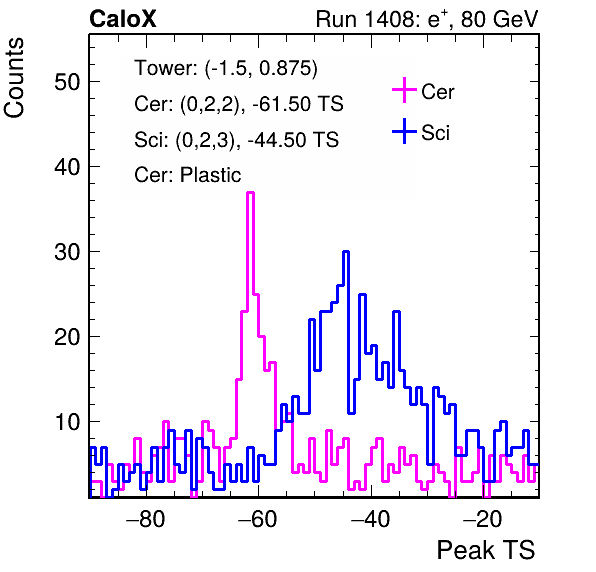 CaloX Run 1408: e⁺, 80 GeV
Counts
Tower: (-1.5, 0.875)
Cer: (0,2,2), -61.50 TS
Sci: (0,2,3), -44.50 TS
Cer: Plastic
Cer
Sci
50
40
30
20
10
−80 −60 −40 −20
Peak TS